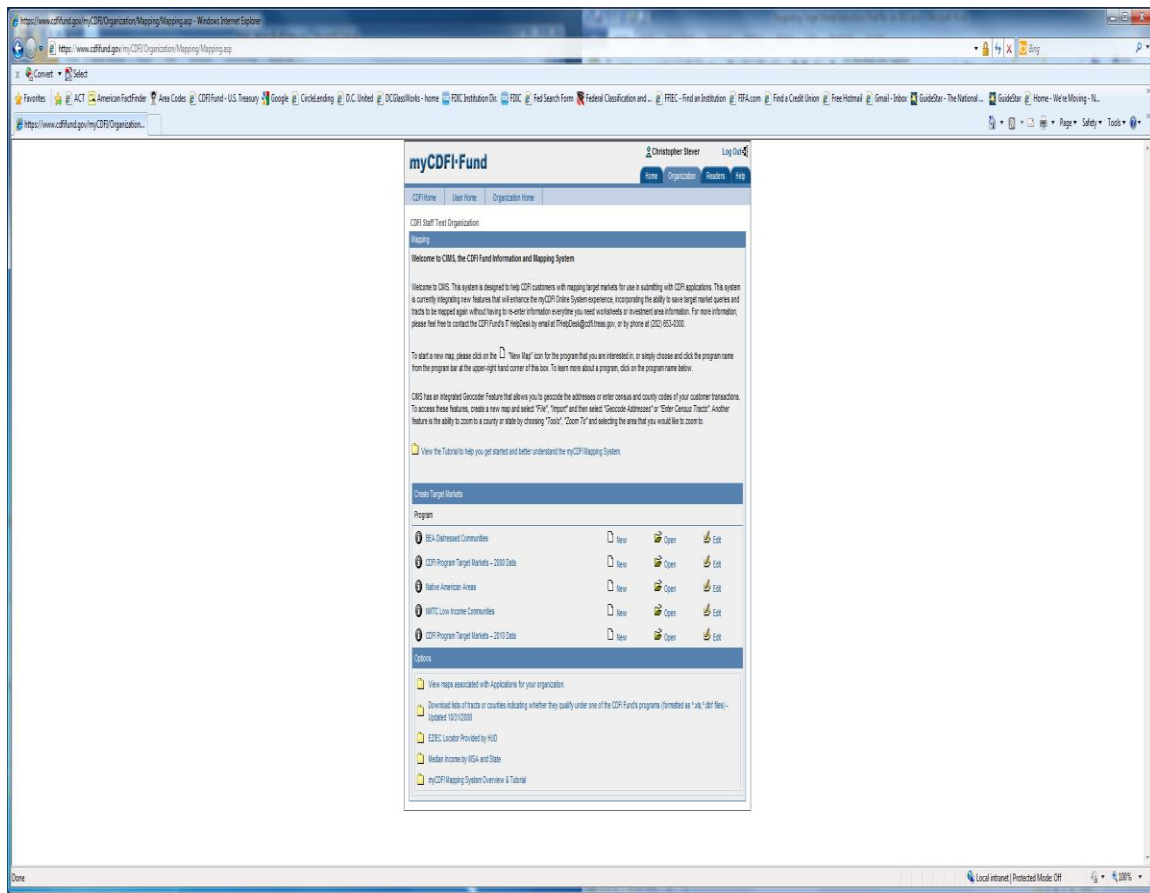 https://www.cdfifund.gov/myCDFI/Organization/Mapping/Mapping.asp - Windows Internet Explorer
https://www.cdfifund.gov/myCDFI/Organization/Mapping/Mapping.asp
Bing
x Convert Select
Favorites ACT American FactFinder Area Codes CDFI Fund - U.S. Treasury Google CircleLending D.C. United DCGlassWorks - home FDIC Institution Dir. FDIC Fed Search Form Federal Classification and ... FFIEC - Find an Institution FIFA.com Find a Credit Union Free Hotmail Gmail - Inbox GuideStar - The National ... GuideStar Home - We're Moving - N...
https://www.cdfifund.gov/myCDFI/Organization...
Page Safety Tools
myCDFI·Fund
Christopher Stever Log Out
Home Organization Readers Help
CDFI Home User Home Organization Home
CDFI Staff Test Organization
Mapping
Welcome to CIMS, the CDFI Fund Information and Mapping System
Welcome to CIMS. This system is designed to help CDFI customers with mapping target markets for use in submitting with CDFI applications. This system
is currently integrating new features that will enhance the myCDFI Online System experience, incorporating the ability to save target market queries and
tracts to be mapped again without having to re-enter information everytime you need worksheets or investment area information. For more information,
please feel free to contact the CDFI Fund's IT HelpDesk by email at ITHelpDesk@cdfi.treas.gov, or by phone at (202) 653-0300.
To start a new map, please click on the "New Map" icon for the program that you are interested in, or simply choose and click the program name
from the program bar at the upper-right hand corner of this box. To learn more about a program, click on the program name below.
CIMS has an integrated Geocoder Feature that allows you to geocode the addresses or enter census and county codes of your customer transactions.
To access these features, create a new map and select "File", "Import" and then select "Geocode Addresses" or "Enter Census Tracts". Another
feature is the ability to zoom to a county or state by choosing "Tools", "Zoom To" and selecting the area that you would like to zoom to.
View the Tutorial to help you get started and better understand the myCDFI Mapping System.
Create Target Markets
Program
BEA Distressed Communities New Open Edit
CDFI Program Target Markets – 2000 Data New Open Edit
Native American Areas New Open Edit
NMTC Low Income Communities New Open Edit
CDFI Program Target Markets – 2010 Data New Open Edit
Options
View maps associated with Applications for your organization.
Download lists of tracts or counties indicating whether they qualify under one of the CDFI Fund's programs (formatted as *.xls,*.dbf files) –
Updated 10/31/2008
EZ/EC Locator Provided by HUD
Median Income by MSA and State
myCDFI Mapping System Overview & Tutorial
Done
Local intranet | Protected Mode: Off
100%